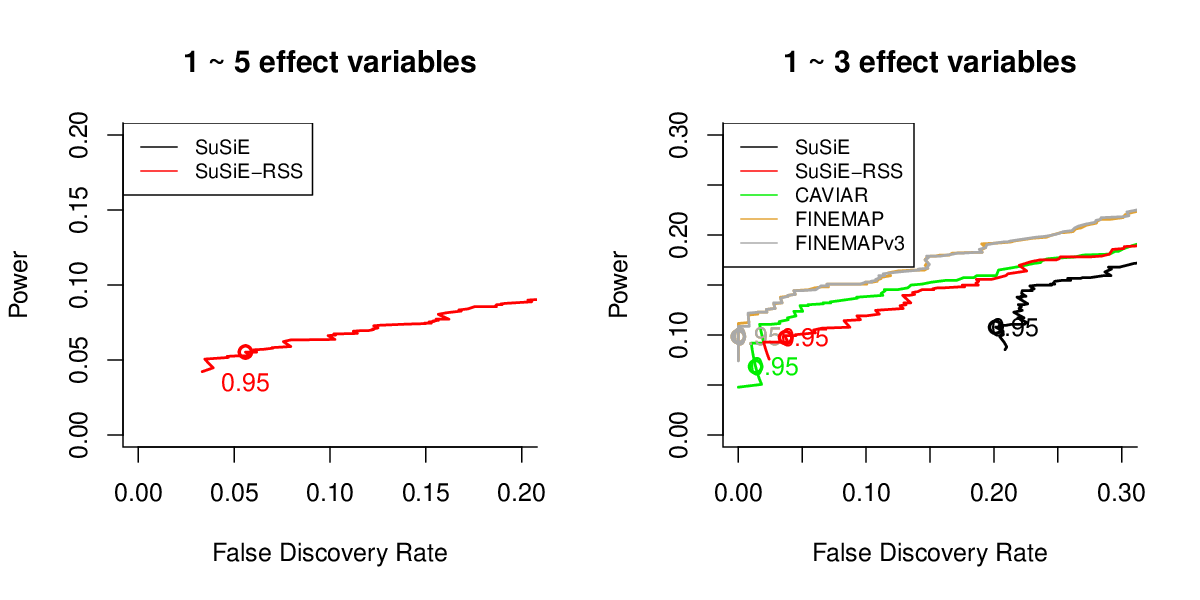 1 ~ 5 effect variables
Power
0.20
0.15
0.10
0.05
0.00
SuSiE
SuSiE−RSS
0.95
0.00 0.05 0.10 0.15 0.20
False Discovery Rate
1 ~ 3 effect variables
Power
0.30
0.20
0.10
0.00
SuSiE
SuSiE−RSS
CAVIAR
FINEMAP
FINEMAPv3
0.95
0.95
0.95
0.95
0.00 0.10 0.20 0.30
False Discovery Rate